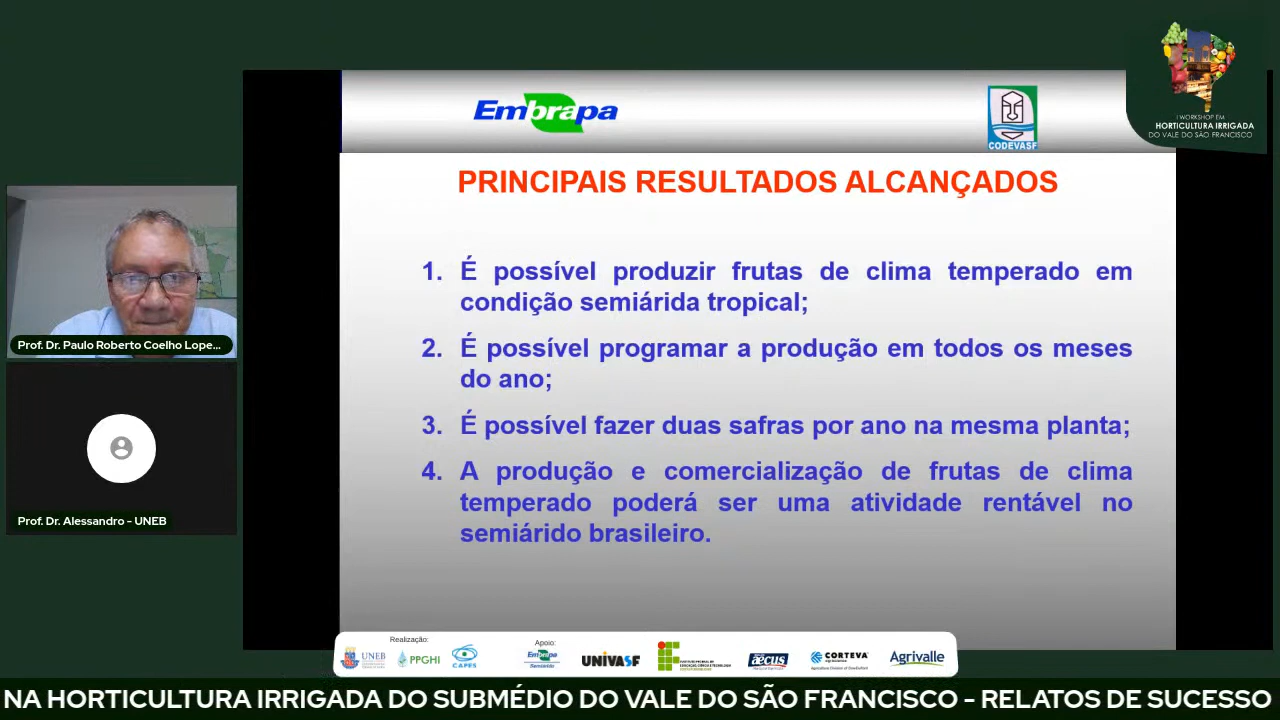 I WORKSHOP EM
HORTICULTURA IRRIGADA
DO VALE DO SÃO FRANCISCO
Embrapa
CODEVASF
PRINCIPAIS RESULTADOS ALCANÇADOS
1. É possível produzir frutas de clima temperado em
condição semiárida tropical;
2. É possível programar a produção em todos os meses
do ano;
3. É possível fazer duas safras por ano na mesma planta;
4. A produção e comercialização de frutas de clima
temperado poderá ser uma atividade rentável no
semiárido brasileiro.
Prof. Dr. Paulo Roberto Coelho Lope...
Prof. Dr. Alessandro - UNEB
Realização:
UNEB
PPGHI
CAPES
Apoio:
Embrapa
Semiárido
UNIVASF
CORTEVA
agriscience
Agrivalle
NA HORTICULTURA IRRIGADA DO SUBMÉDIO DO VALE DO SÃO FRANCISCO - RELATOS DE SUCESSO